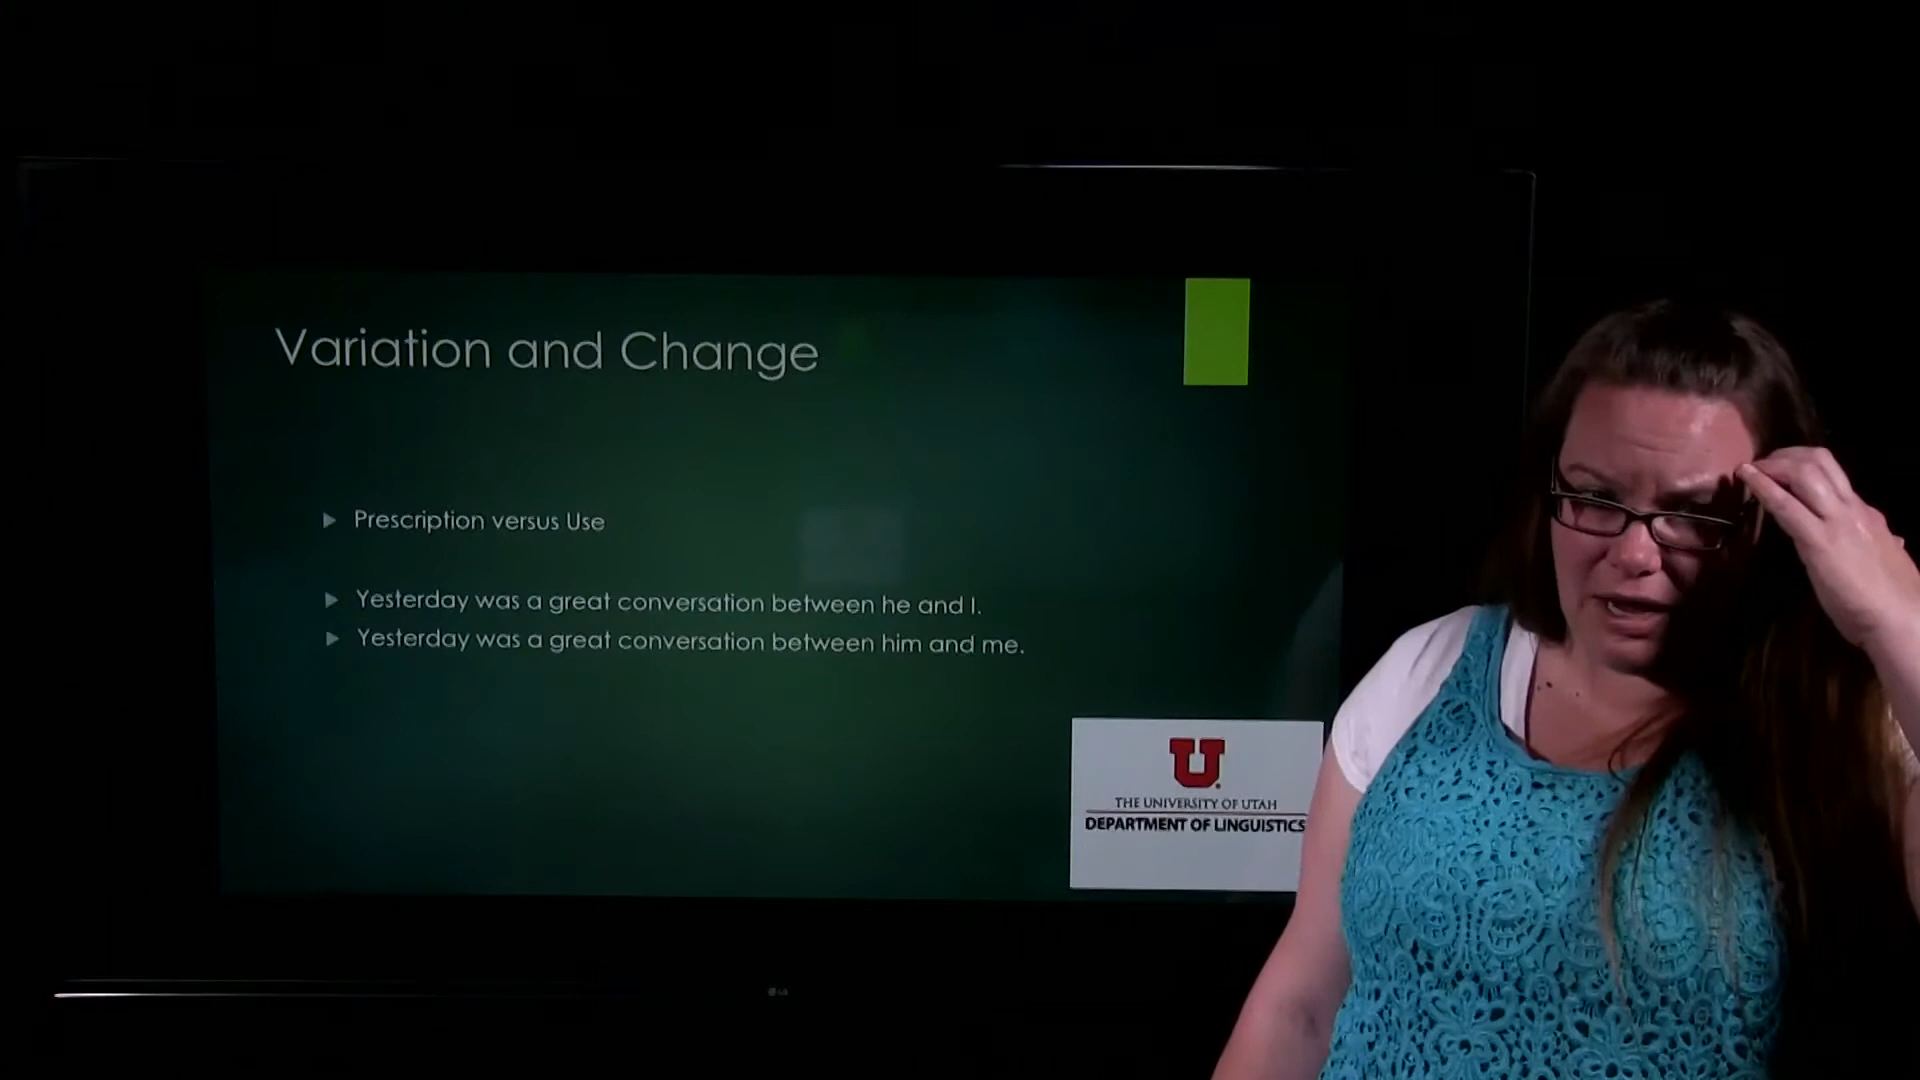 Variation and Change
Prescription versus Use
Yesterday was a great conversation between he and I.
Yesterday was a great conversation between him and me.
U
THE UNIVERSITY OF UTAH
DEPARTMENT OF LINGUISTICS
LG